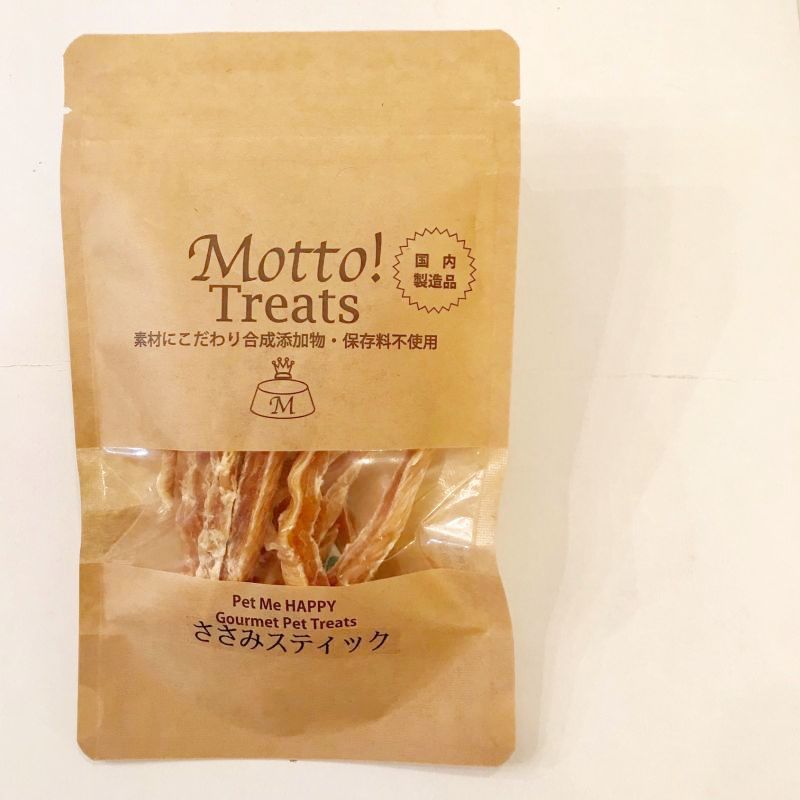 Motto!
Treats
国内
製造品
素材にこだわり合成添加物・保存料不使用
M
Pet Me HAPPY
Gourmet Pet Treats
ささみスティック